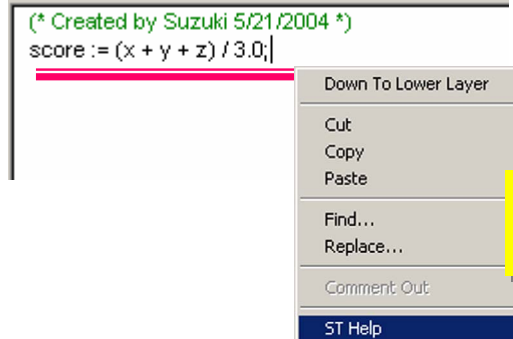 (* Created by Suzuki 5/21/2004 *)
score := (x + y + z) / 3.0;
Down To Lower Layer
Cut
Copy
Paste
Find...
Replace...
Comment Out
ST Help